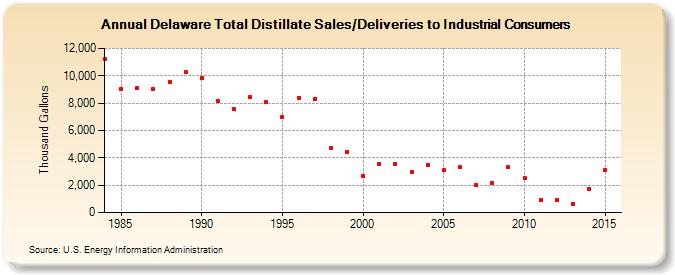 Annual Delaware Total Distillate Sales/Deliveries to Industrial Consumers
Thousand Gallons
12,000
10,000
8,000
6,000
4,000
2,000
0
1985 1990 1995 2000 2005 2010 2015
Source: U.S. Energy Information Administration